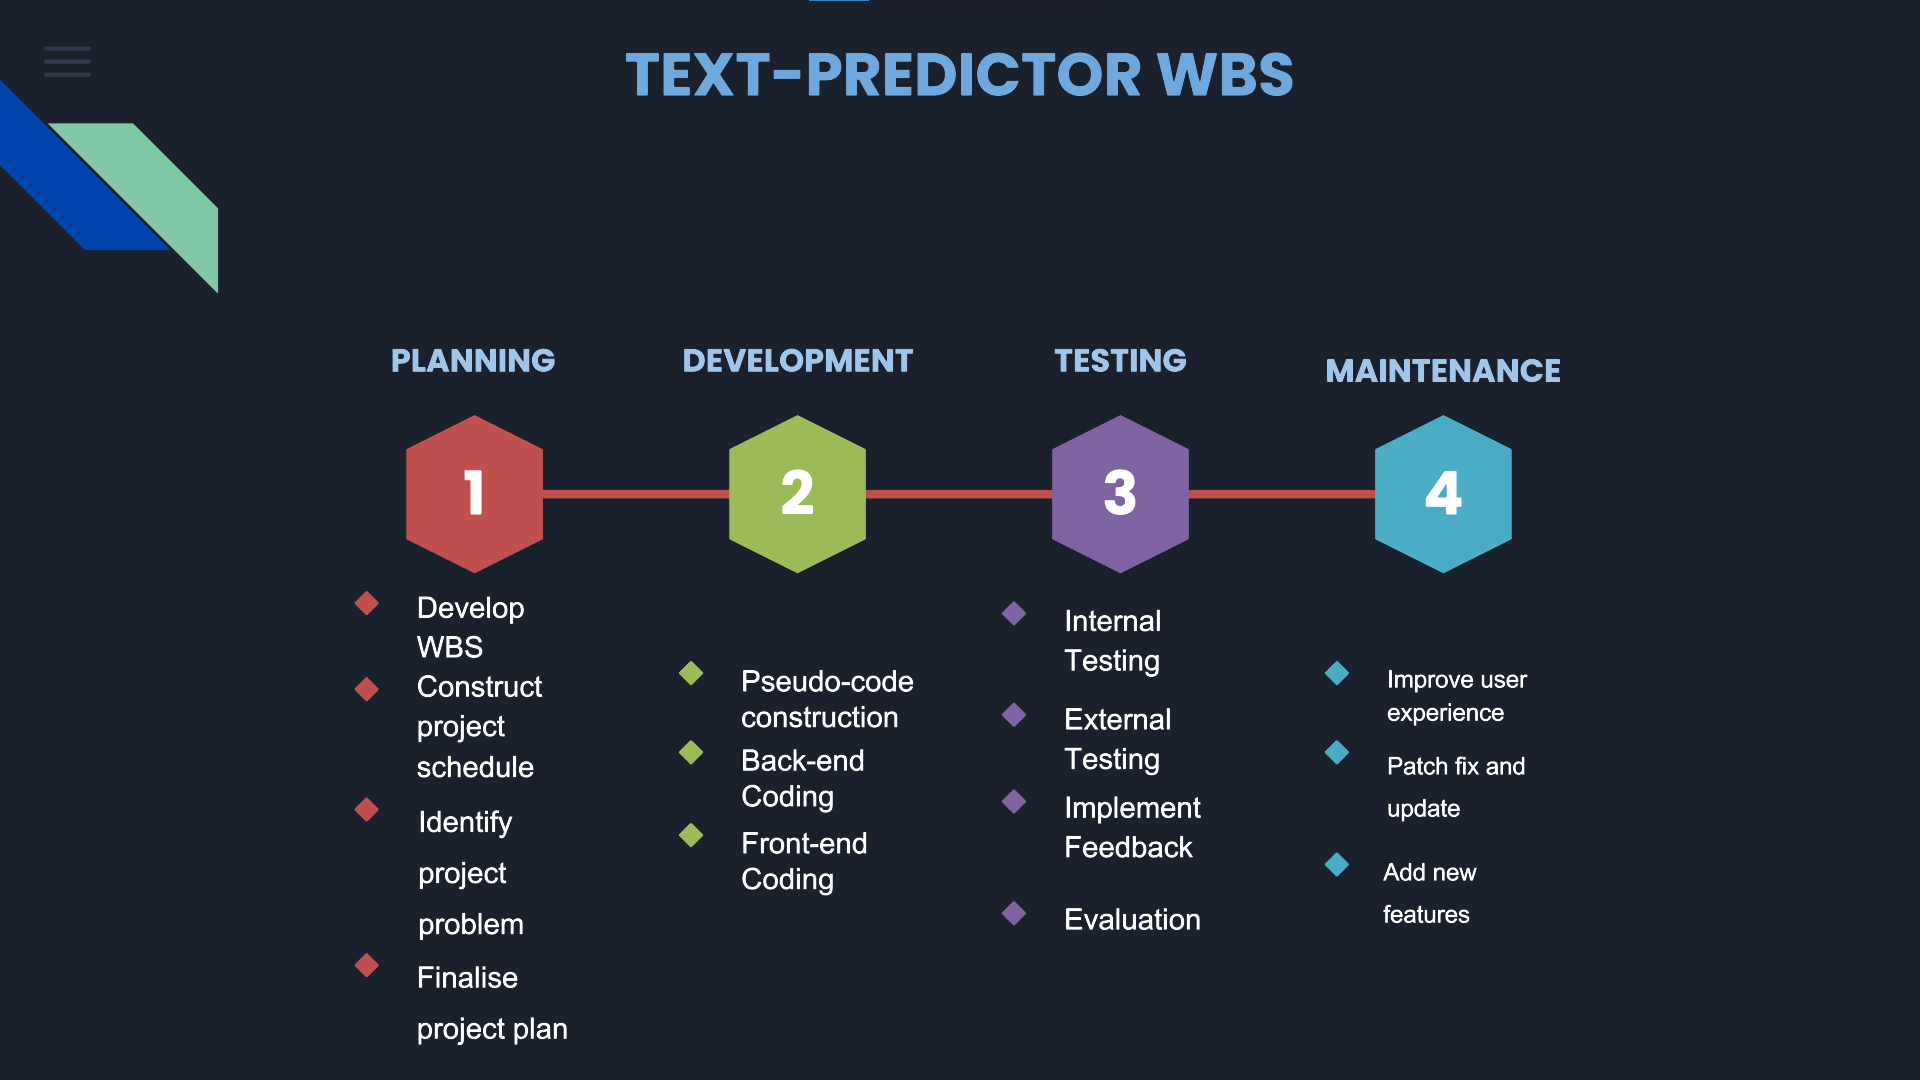 TEXT-PREDICTOR WBS
PLANNING
DEVELOPMENT
TESTING
MAINTENANCE
1
2
3
4
Develop
WBS
Construct
project
schedule
Identify
project
problem
Finalise
project plan
Pseudo-code
construction
Back-end
Coding
Front-end
Coding
Internal
Testing
External
Testing
Implement
Feedback
Evaluation
Improve user
experience
Patch fix and
update
Add new
features